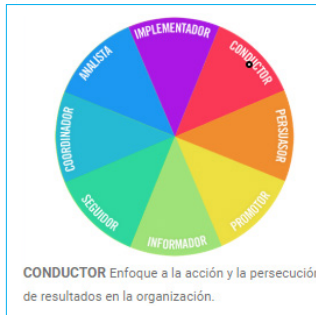 IMPLEMENTADOR
CONDUCTOR
PERSUASOR
PROMOTOR
INFORMADOR
SEGUIDOR
COORDINADOR
ANALISTA
CONDUCTOR Enfoque a la acción y la persecución
de resultados en la organización.